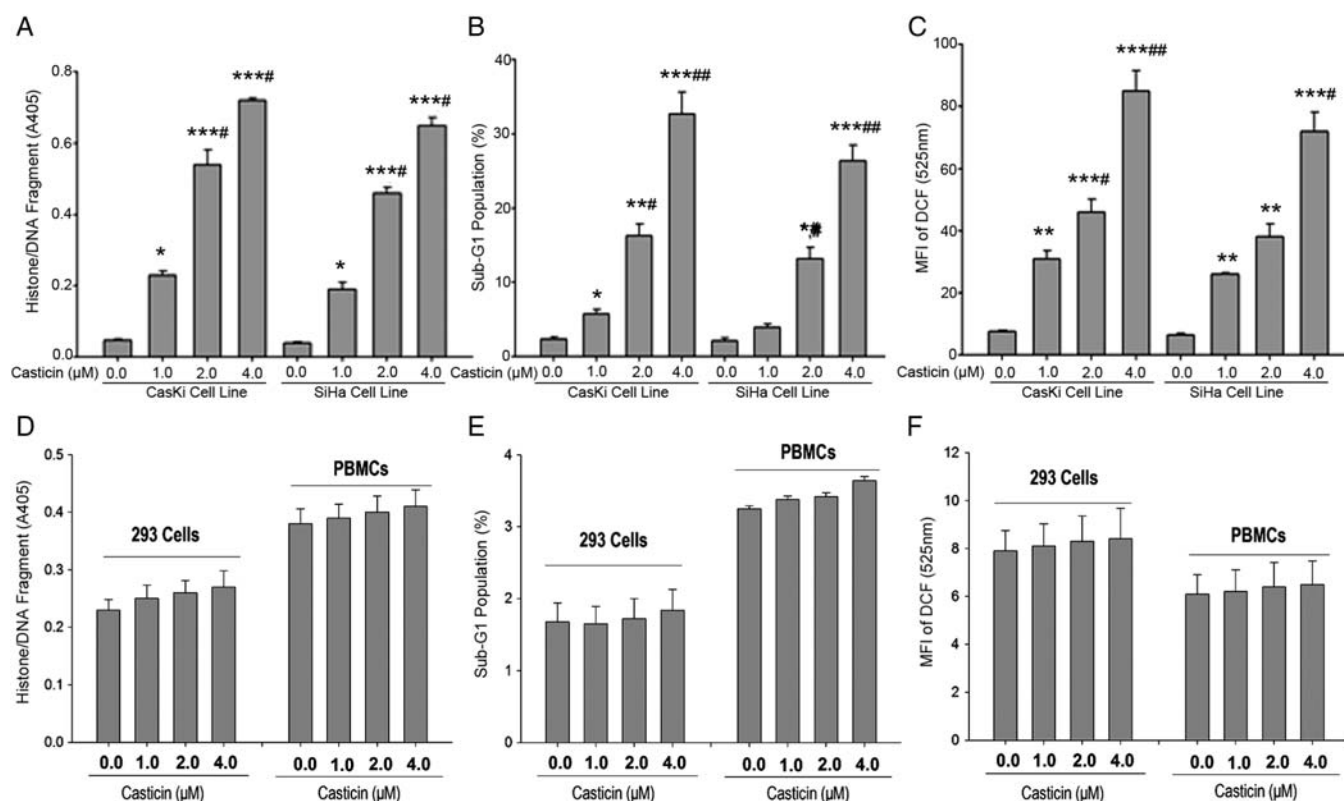 A
Histone/DNA Fragment (A405)
0.8
0.6
0.4
0.2
0.0
*
***#
***#
*
***#
***#
Casticin (μM) 0.0 1.0 2.0 4.0 0.0 1.0 2.0 4.0
CasKi Cell Line SiHa Cell Line
B
Sub-G1 Population (%)
40
30
20
10
0
*
**#
***##
***##
Casticin (μM) 0.0 1.0 2.0 4.0 0.0 1.0 2.0 4.0
CasKi Cell Line SiHa Cell Line
C
MFI of DCF (525nm)
100
80
60
40
20
0
**
***#
***##
**
**
***#
Casticin (μM) 0.0 1.0 2.0 4.0 0.0 1.0 2.0 4.0
CasKi Cell Line SiHa Cell Line
D
Histone/DNA Fragment (A405)
0.5
0.4
0.3
0.2
0.1
0.0
293 Cells
PBMCs
0.0 1.0 2.0 4.0 0.0 1.0 2.0 4.0
Casticin (μM) Casticin (μM)
E
Sub-G1 Population (%)
4
3
2
1
0
293 Cells
PBMCs
0.0 1.0 2.0 4.0 0.0 1.0 2.0 4.0
Casticin (μM) Casticin (μM)
F
MFI of DCF (525nm)
12
10
8
6
4
2
0
293 Cells
PBMCs
0.0 1.0 2.0 4.0 0.0 1.0 2.0 4.0
Casticin (μM) Casticin (μM)